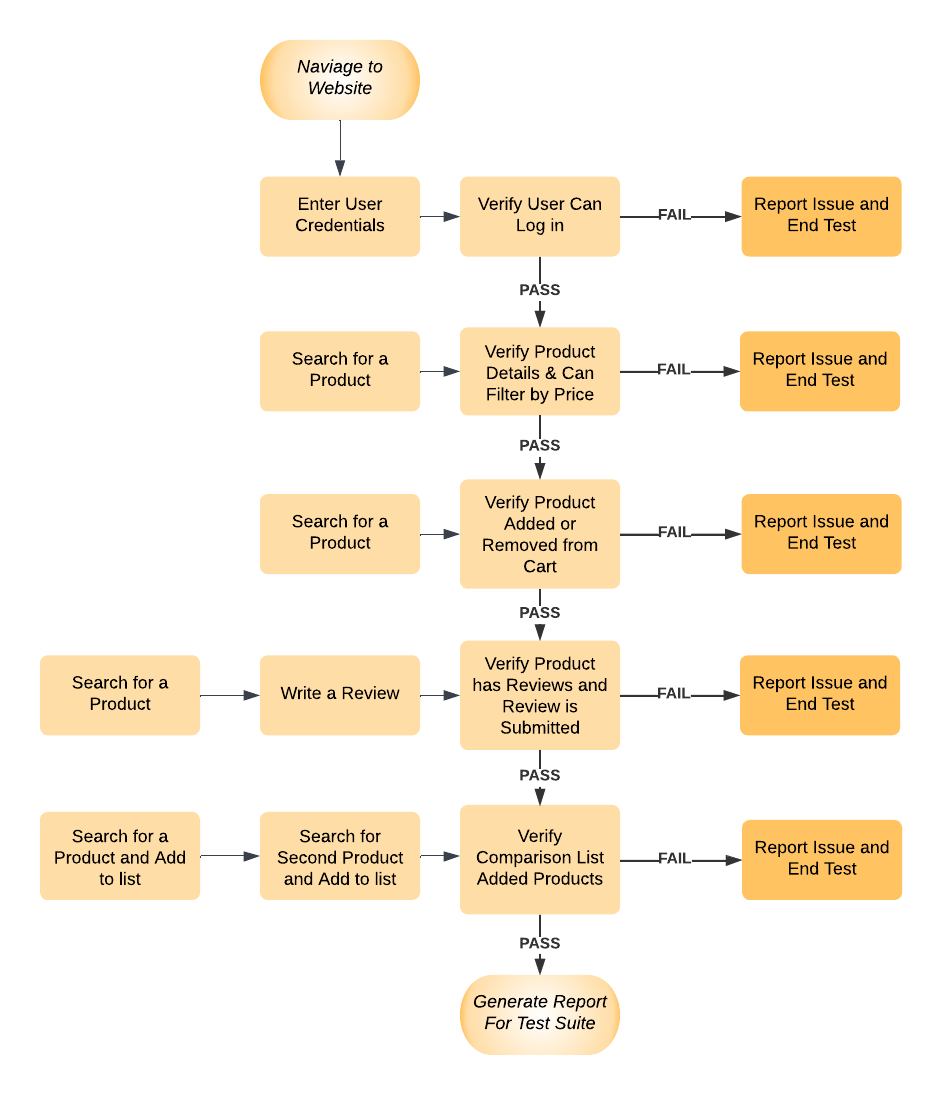 Naviage to
Website
Enter User
Credentials
Verify User Can
Log in
FAIL
Report Issue and
End Test
PASS
Search for a
Product
Verify Product
Details & Can
Filter by Price
FAIL
Report Issue and
End Test
PASS
Search for a
Product
Verify Product
Added or
Removed from
Cart
FAIL
Report Issue and
End Test
PASS
Search for a
Product
Write a Review
Verify Product
has Reviews and
Review is
Submitted
FAIL
Report Issue and
End Test
PASS
Search for a
Product and Add
to list
Search for
Second Product
and Add to list
Verify
Comparison List
Added Products
FAIL
Report Issue and
End Test
PASS
Generate Report
For Test Suite